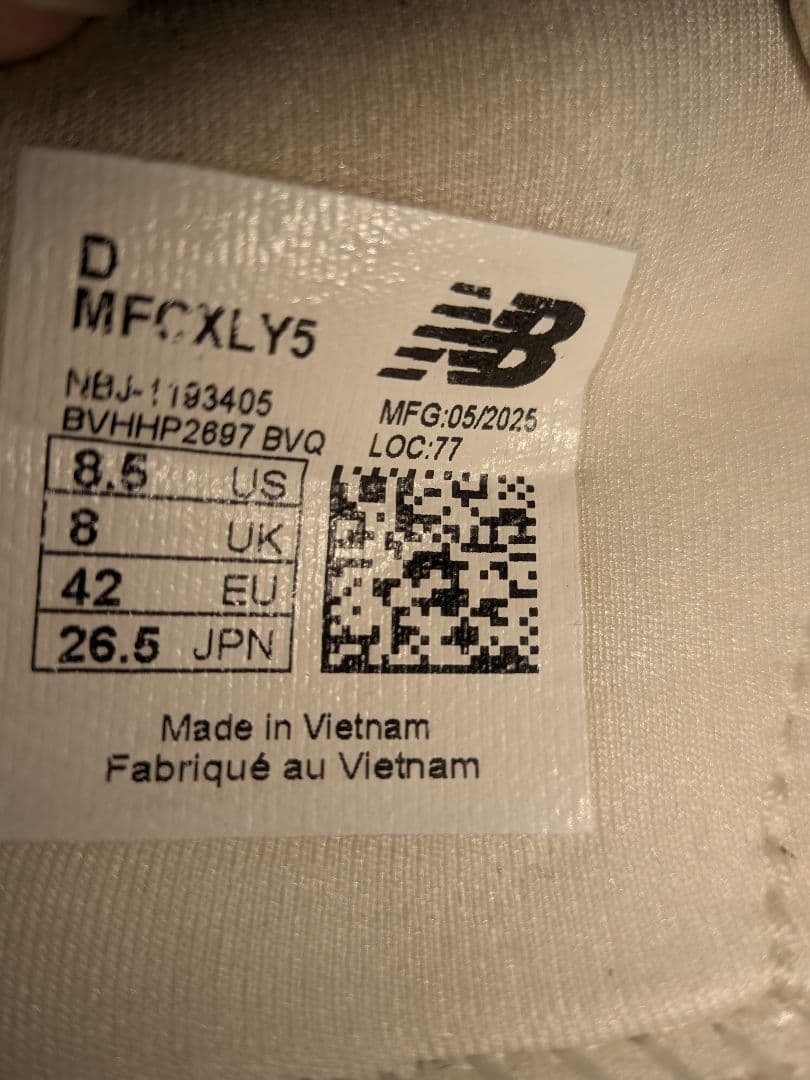 D
MFCXLY5
NB
NBJ-1193405
BVHHP2697 BVQ
MFG:05/2025
LOC:77
8.5 US
8 UK
42 EU
26.5 JPN
Made in Vietnam
Fabriqué au Vietnam